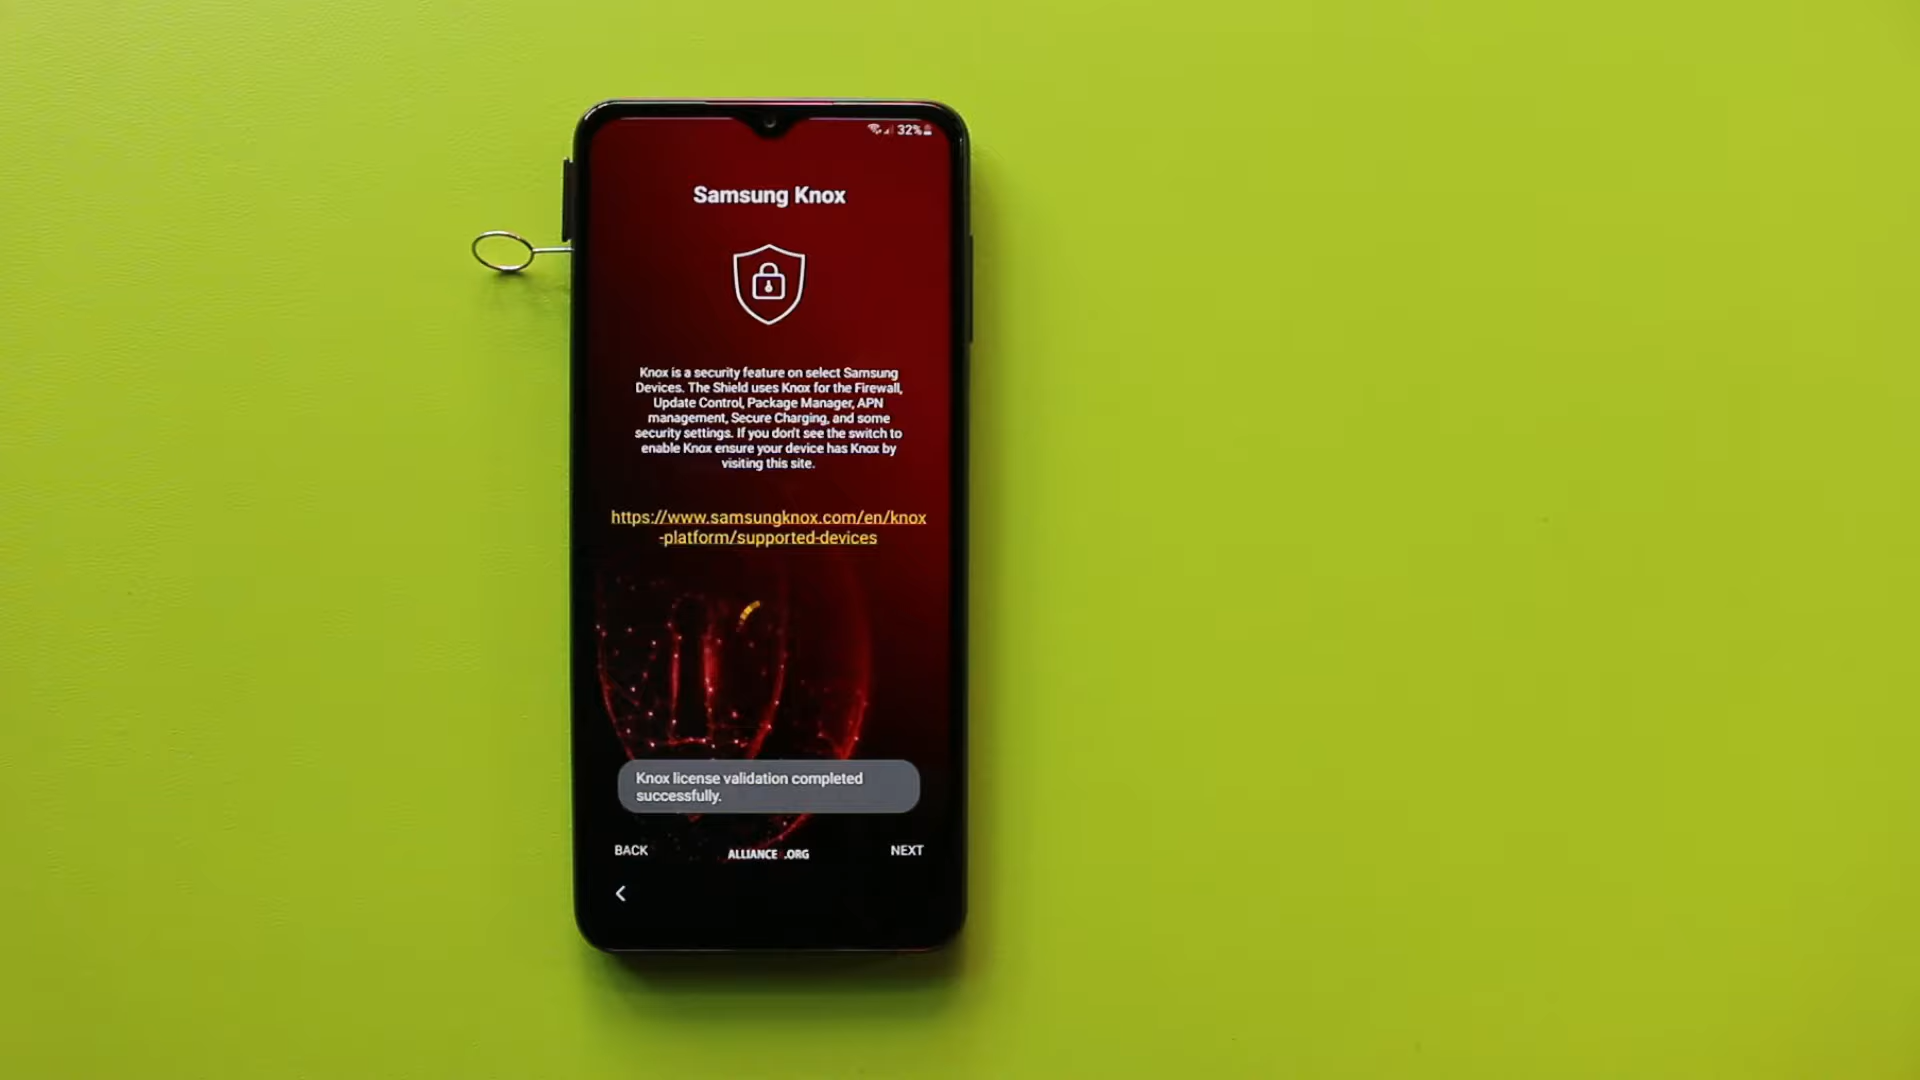 32%
Samsung Knox
Knox is a security feature on select Samsung
Devices. The Shield uses Knox for the Firewall,
Update Control, Package Manager, APN
management, Secure Charging, and some
security settings. If you don't see the switch to
enable Knox ensure your device has Knox by
visiting this site.
https://www.samsungknox.com/en/knox
-platform/supported-devices
Knox license validation completed
successfully.
BACK
ALLIANCE .ORG
NEXT